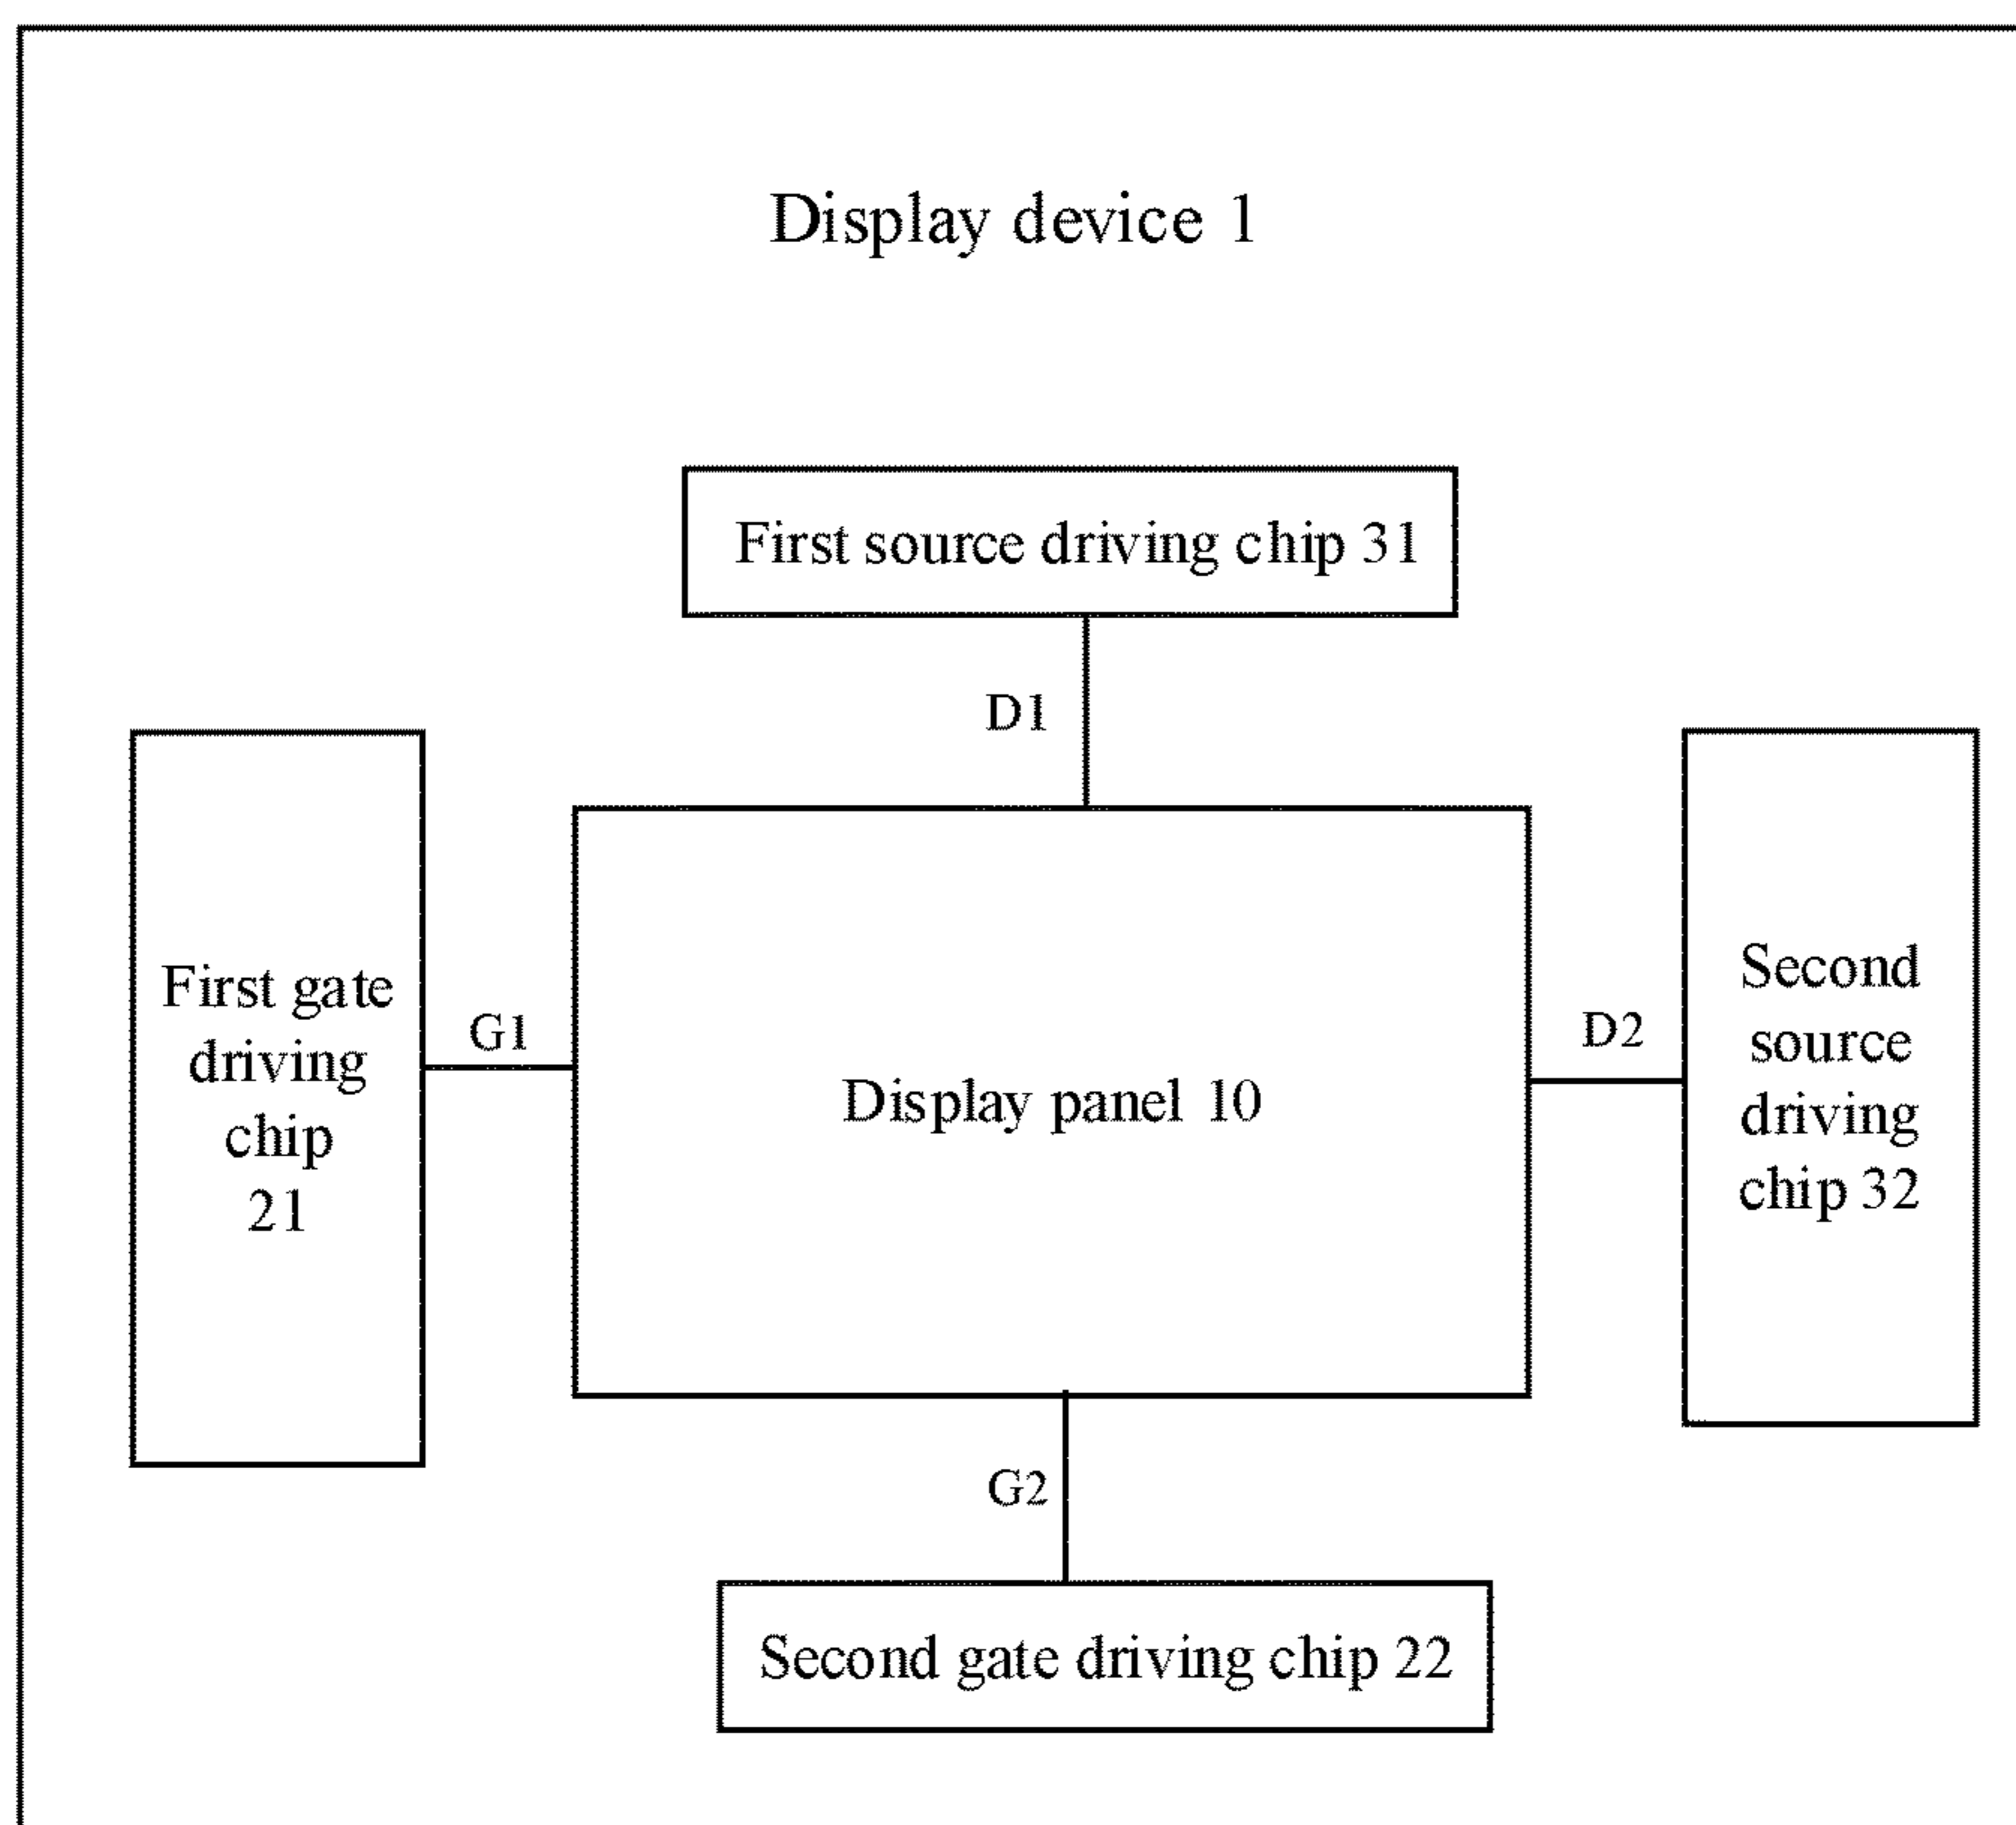 Display device 1
First source driving chip 31
D1
First gate
driving
chip
21
G1
Display panel 10
D2
Second
source
driving
chip 32
G2
Second gate driving chip 22